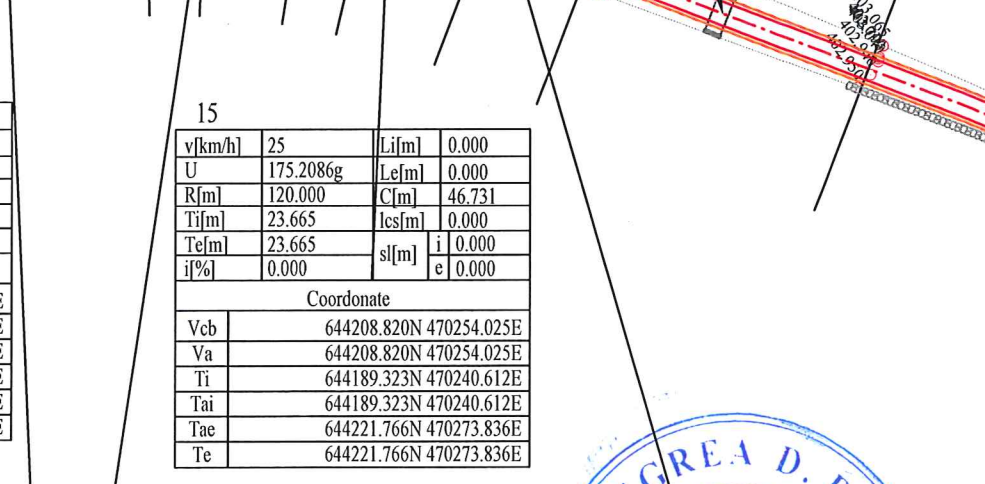 402.950
15
v[km/h] 25 Li[m] 0.000
U 175.2086g Le[m] 0.000
R[m] 120.000 C[m] 46.731
Ti[m] 23.665 lcs[m] 0.000
Te[m] 23.665 sl[m] i 0.000
i[%] 0.000 e 0.000
Coordonate
Vcb 644208.820N 470254.025E
Va 644208.820N 470254.025E
Ti 644189.323N 470240.612E
Tai 644189.323N 470240.612E
Tae 644221.766N 470273.836E
Te 644221.766N 470273.836E
GREA D.